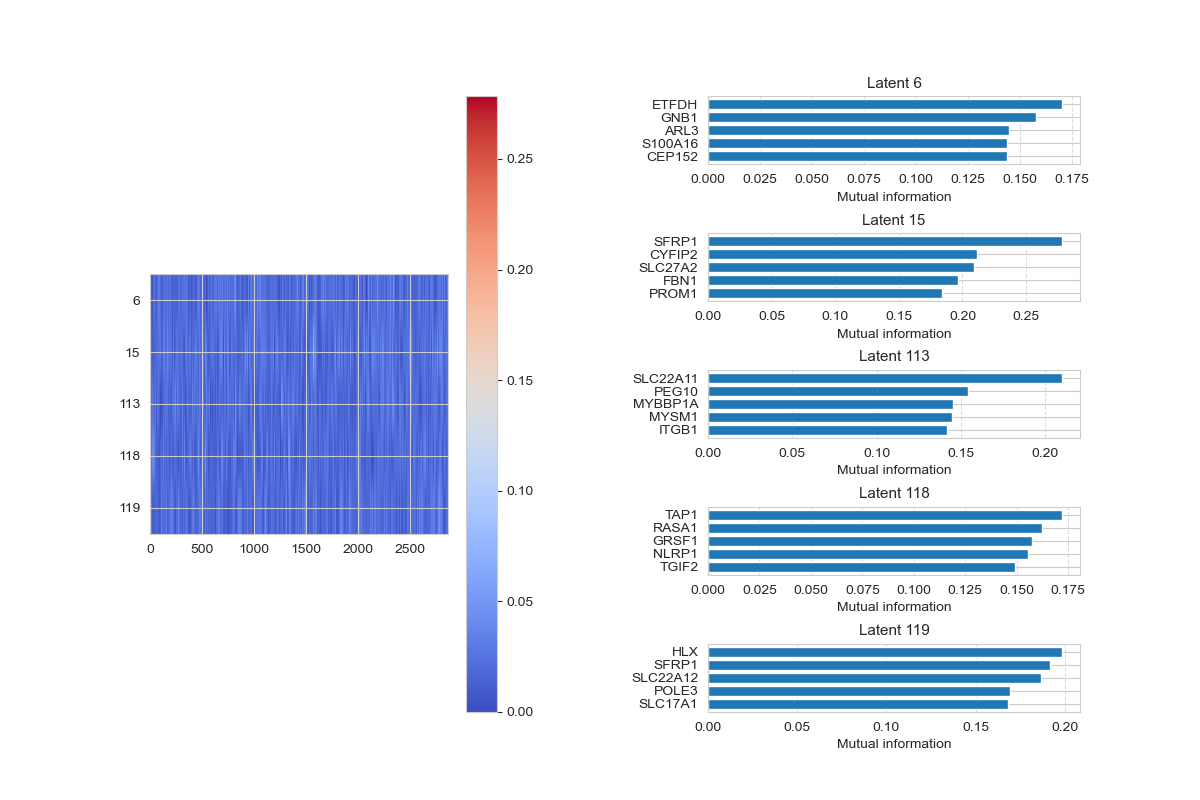 6
15
113
118
119
0 500 1000 1500 2000 2500
0.25
0.20
0.15
0.10
0.05
0.00
Latent 6
ETFDH
GNB1
ARL3
S100A16
CEP152
0.000 0.025 0.050 0.075 0.100 0.125 0.150 0.175
Mutual information
Latent 15
SFRP1
CYFIP2
SLC27A2
FBN1
PROM1
0.00 0.05 0.10 0.15 0.20 0.25
Mutual information
Latent 113
SLC22A11
PEG10
MYBBP1A
MYSM1
ITGB1
0.00 0.05 0.10 0.15 0.20
Mutual information
Latent 118
TAP1
RASA1
GRSF1
NLRP1
TGIF2
0.000 0.025 0.050 0.075 0.100 0.125 0.150 0.175
Mutual information
Latent 119
HLX
SFRP1
SLC22A12
POLE3
SLC17A1
0.00 0.05 0.10 0.15 0.20
Mutual information